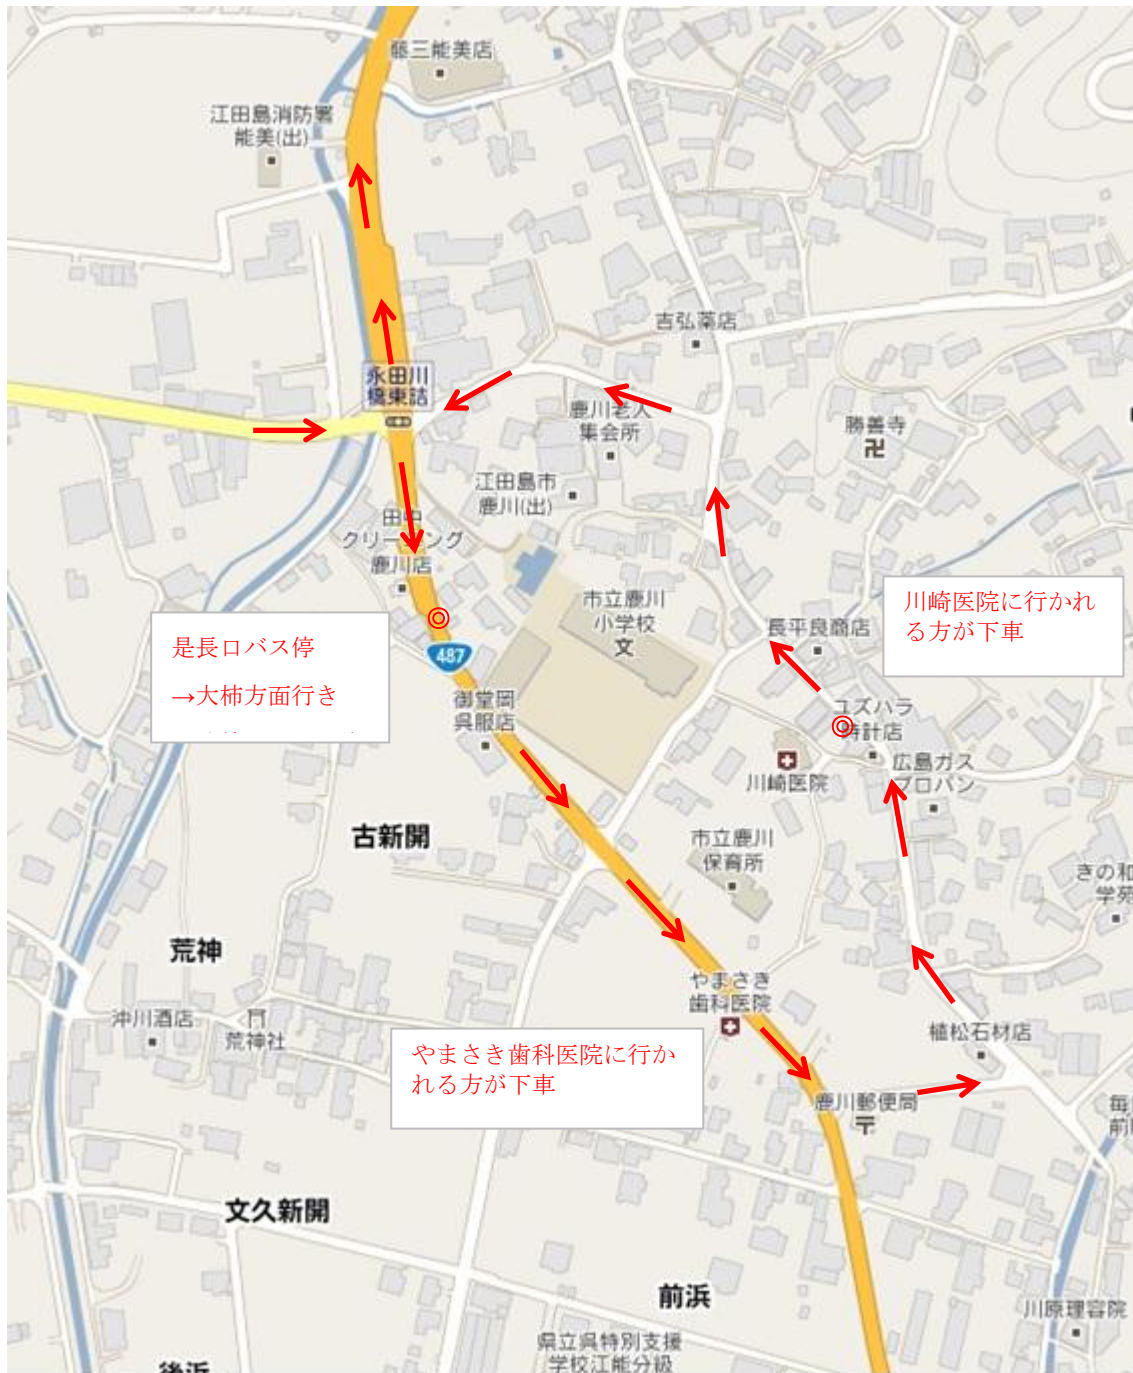 藤三能美店
江田島消防署
能美(出)
吉弘薬店
永田川
橋東詰
鹿川老人
集会所
勝善寺
江田島市
鹿川(出)
田中
クリーニング
鹿川店
市立鹿川
小学校
文
川崎医院に行かれ
る方が下車
長平良商店
是長口バス停
→大柿方面行き
487
御堂岡
呉服店
ユズハラ
時計店
川崎医院
広島ガス
プロパン
古新開
市立鹿川
保育所
きの和
学苑
荒神
やまさき
歯科医院
沖川酒店
荒神社
植松石材店
やまさき歯科医院に行か
れる方が下車
鹿川郵便局
文久新開
前浜
川原理容院
県立呉特別支援
学校江能分級
後浜